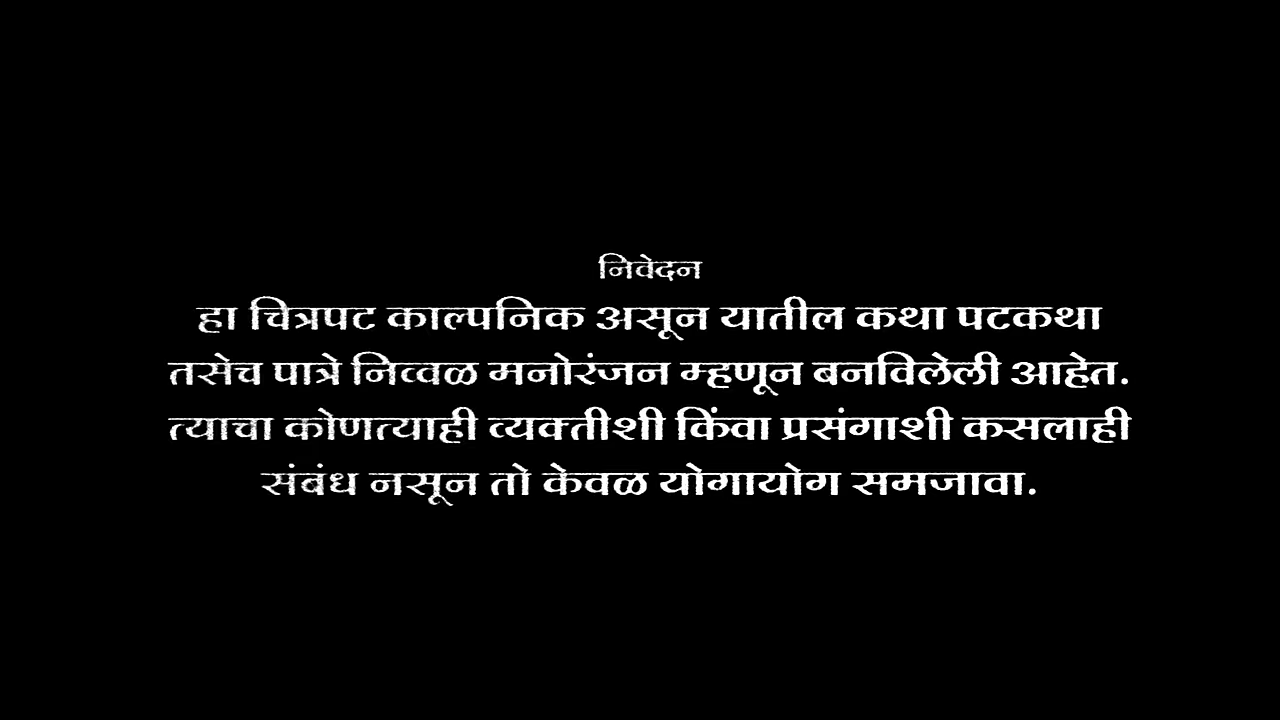 निवेदन
हा चित्रपट काल्पनिक असून यातील कथा पटकथा
तसेच पात्रे निव्वळ मनोरंजन म्हणून बनविलेली आहेत.
त्याचा कोणत्याही व्यक्तीशी किंवा प्रसंगाशी कसलाही
संबंध नसून तो केवळ योगायोग समजावा.